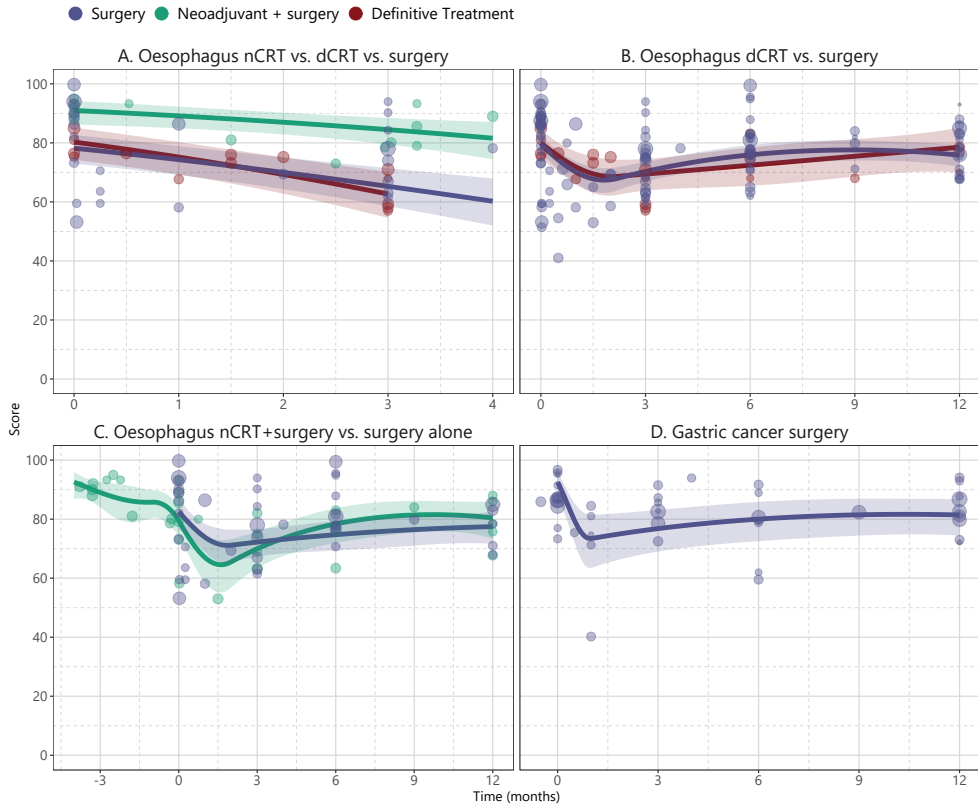 Surgery Neoadjuvant + surgery Definitive Treatment
A. Oesophagus nCRT vs. dCRT vs. surgery
B. Oesophagus dCRT vs. surgery
100
80
60
40
20
0
0 1 2 3 4
0 3 6 9 12
Score
C. Oesophagus nCRT+surgery vs. surgery alone
D. Gastric cancer surgery
100
80
60
40
20
0
-3 0 3 6 9 12
0 3 6 9 12
Time (months)